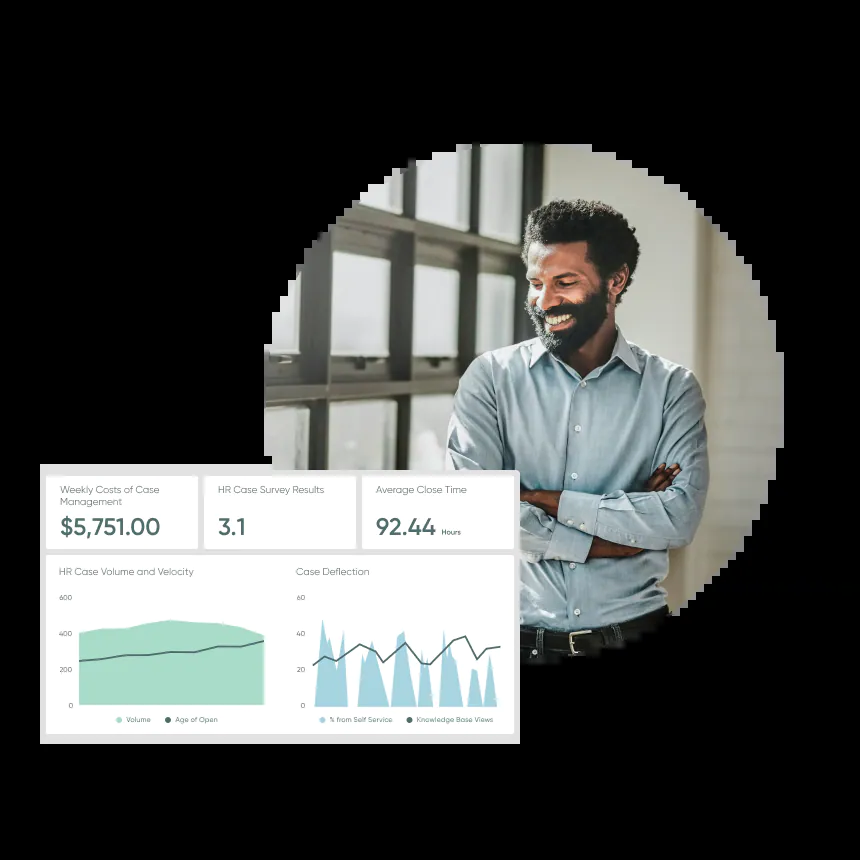 Weekly Costs of Case
Management
$5,751.00
HR Case Survey Results
3.1
Average Close Time
92.44 Hours
HR Case Volume and Velocity
600
400
200
0
Volume Age of Open
Case Deflection
60
40
20
0
% from Self Service Knowledge Base Views